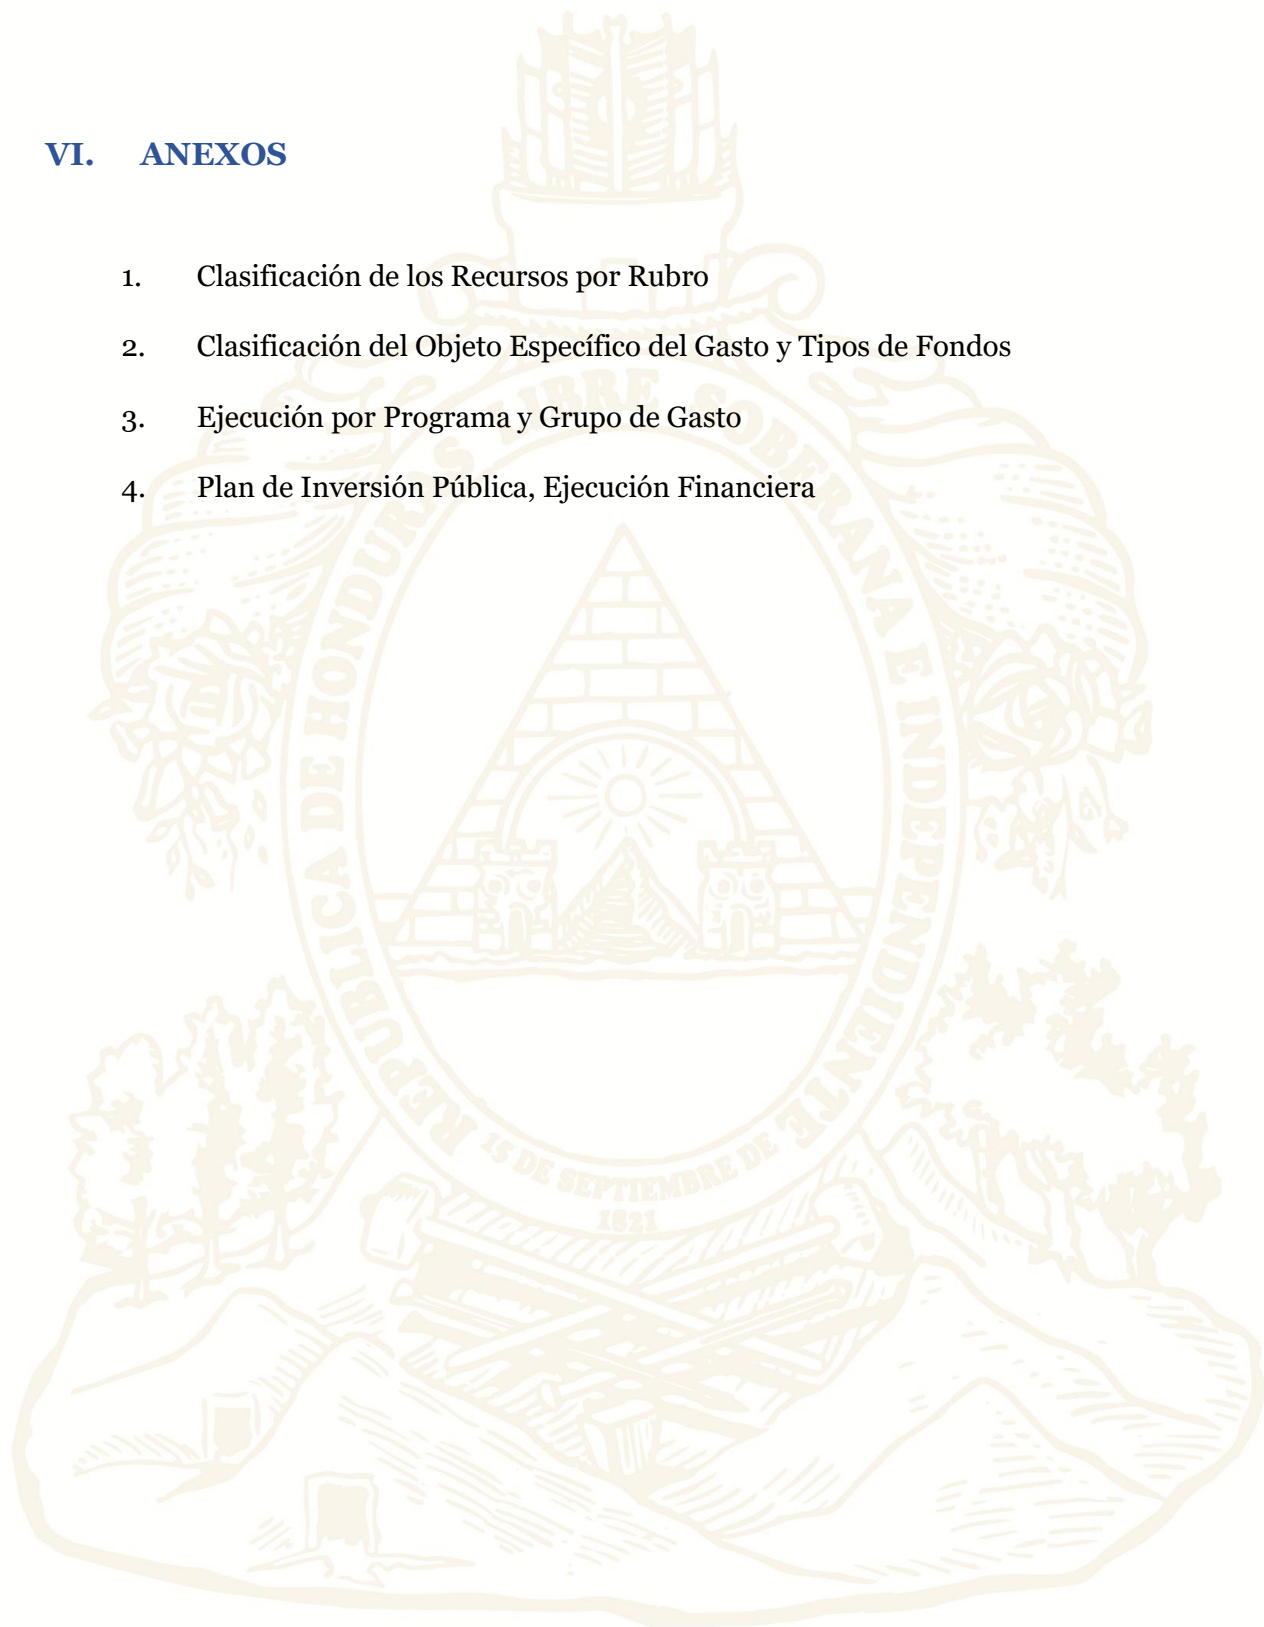 VI. ANEXOS
1. Clasificación de los Recursos por Rubro
2. Clasificación del Objeto Específico del Gasto y Tipos de Fondos
3. Ejecución por Programa y Grupo de Gasto
4. Plan de Inversión Pública, Ejecución Financiera
REPUBLICA DE HONDURAS LIBRE SOBERANA E INDEPENDIENTE
15 DE SEPTIEMBRE DE
1821